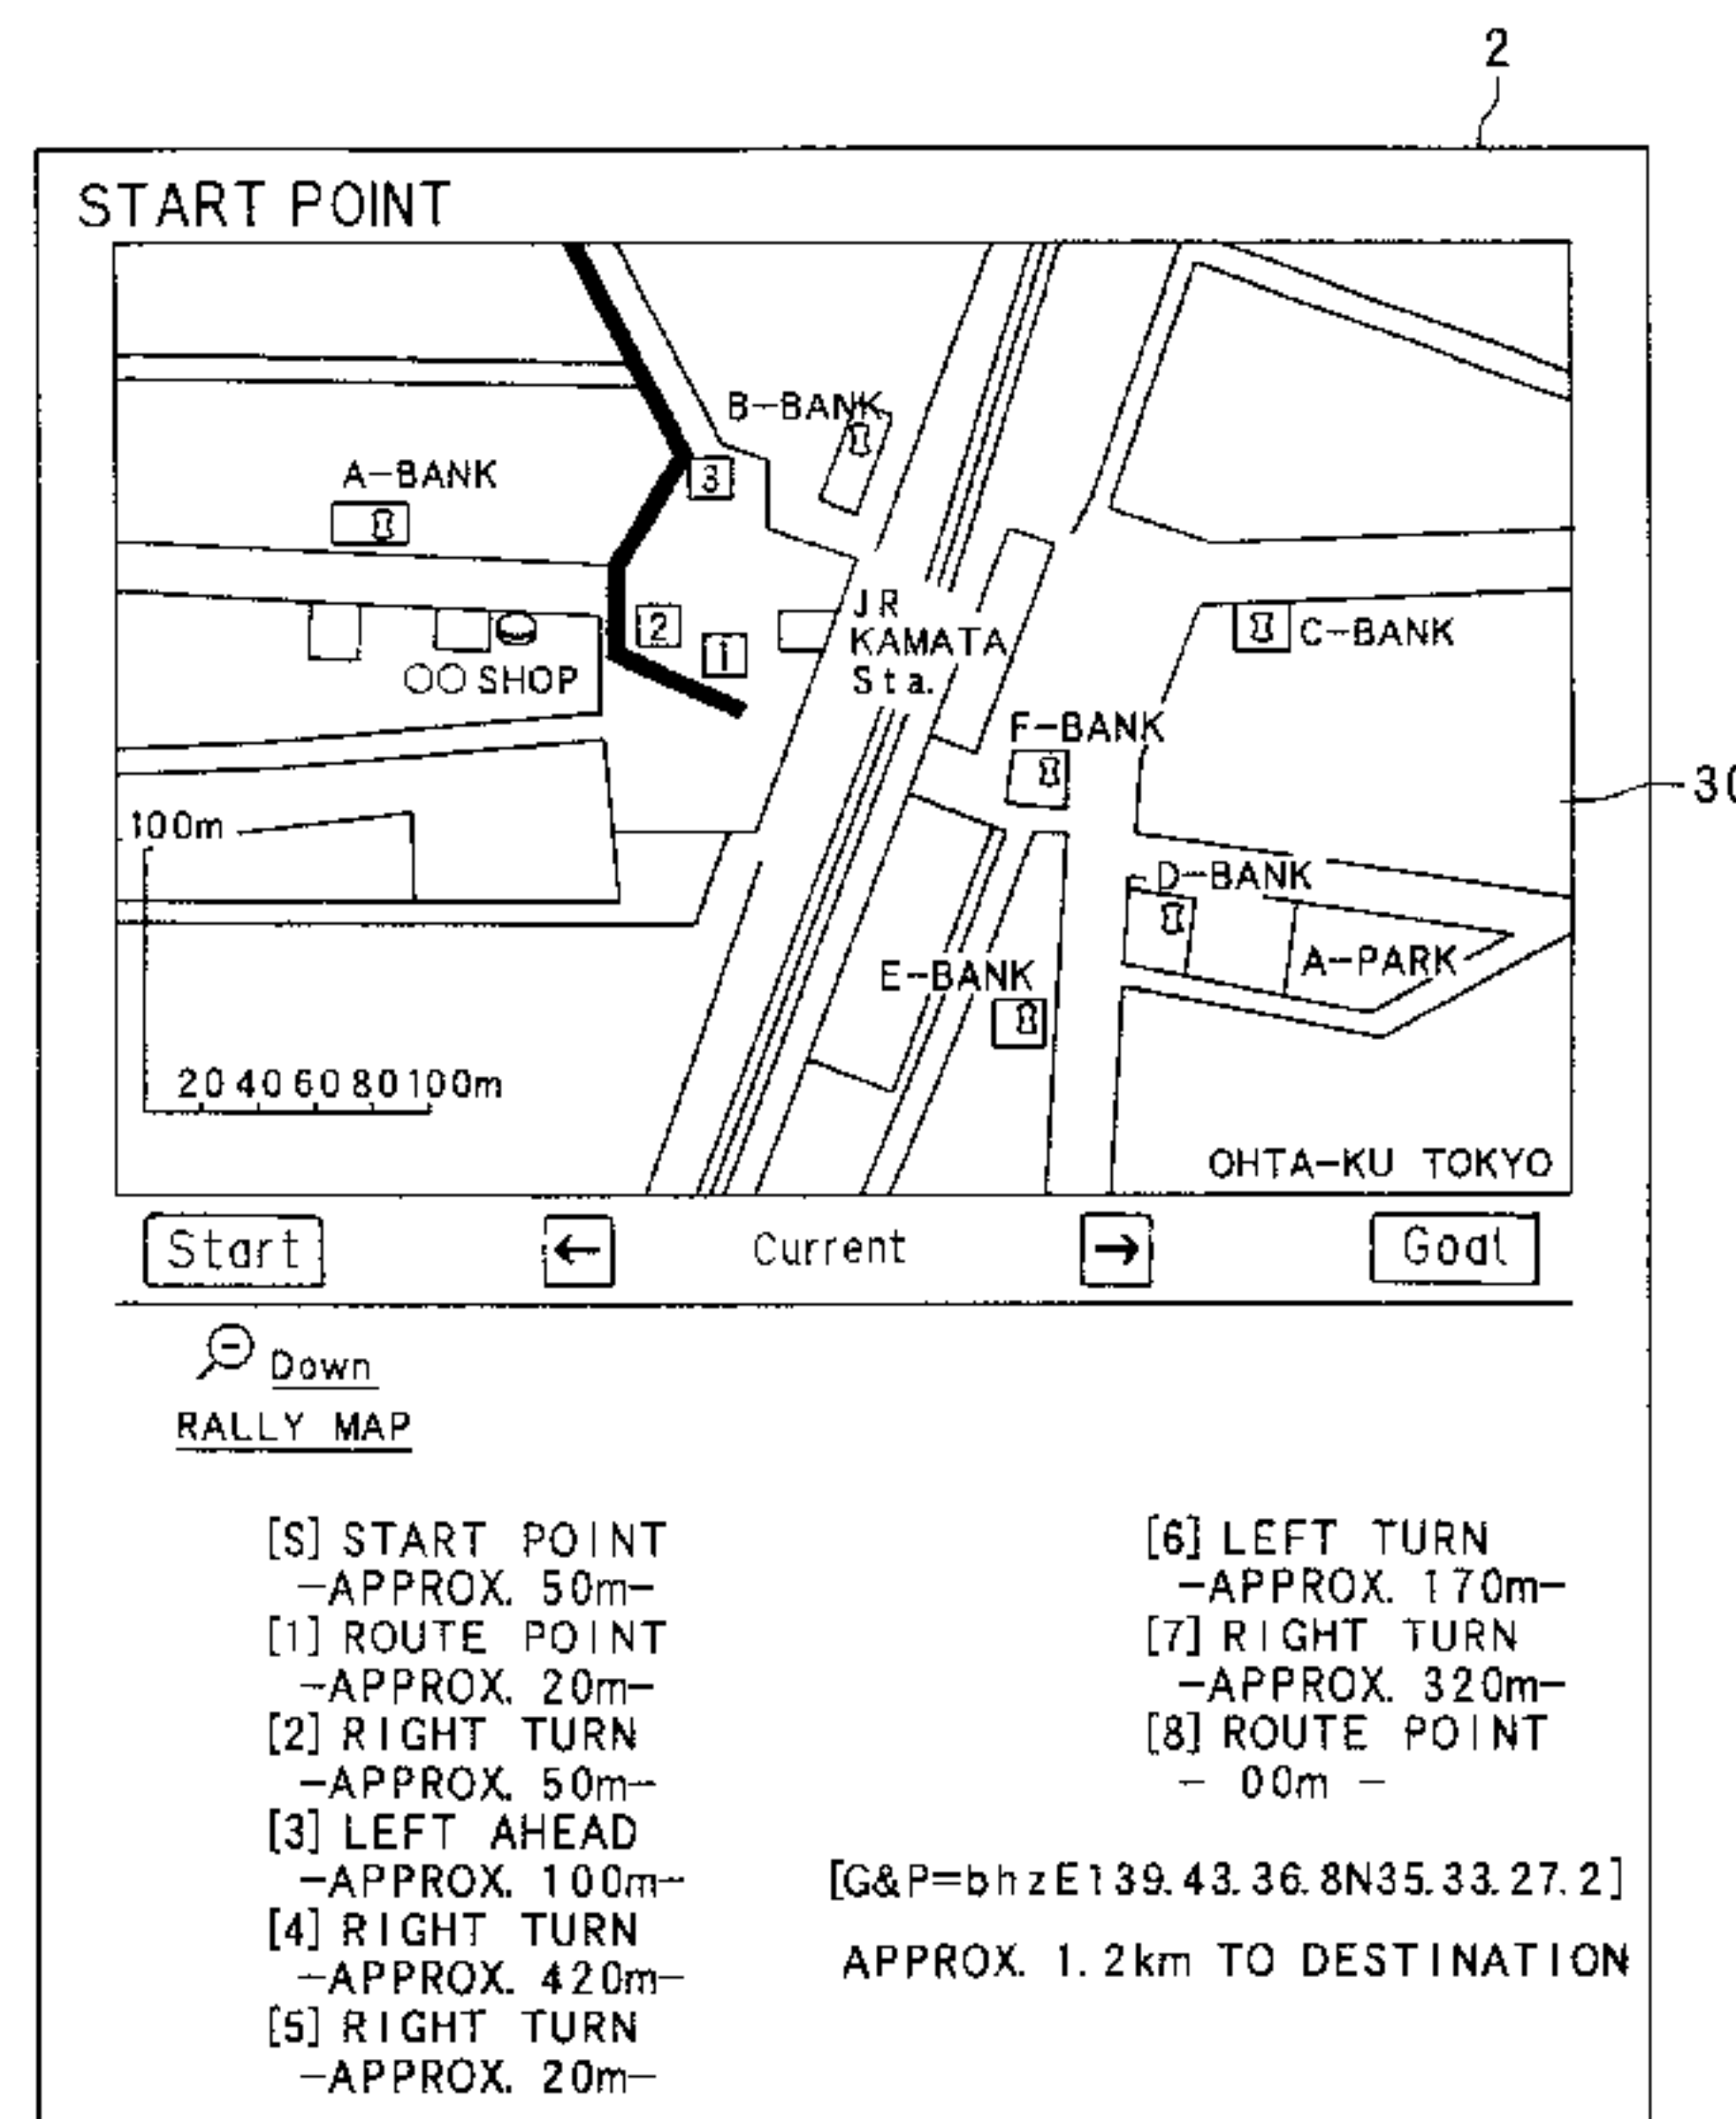 2
START POINT
B-BANK
A-BANK
3
JR
KAMATA
Sta.
2
1
C-BANK
○○ SHOP
F-BANK
100m
D-BANK
A-PARK
E-BANK
20 40 60 80 100m
OHTA-KU TOKYO
Start
←
Current
→
Goal
Down
RALLY MAP
[S] START POINT
-APPROX. 50m-
[1] ROUTE POINT
-APPROX. 20m-
[2] RIGHT TURN
-APPROX. 50m-
[3] LEFT AHEAD
-APPROX. 100m-
[4] RIGHT TURN
-APPROX. 420m-
[5] RIGHT TURN
-APPROX. 20m-
[6] LEFT TURN
-APPROX. 170m-
[7] RIGHT TURN
-APPROX. 320m-
[8] ROUTE POINT
- 00m -
[G&P=bhzE139.43.36.8N35.33.27.2]
APPROX. 1.2km TO DESTINATION